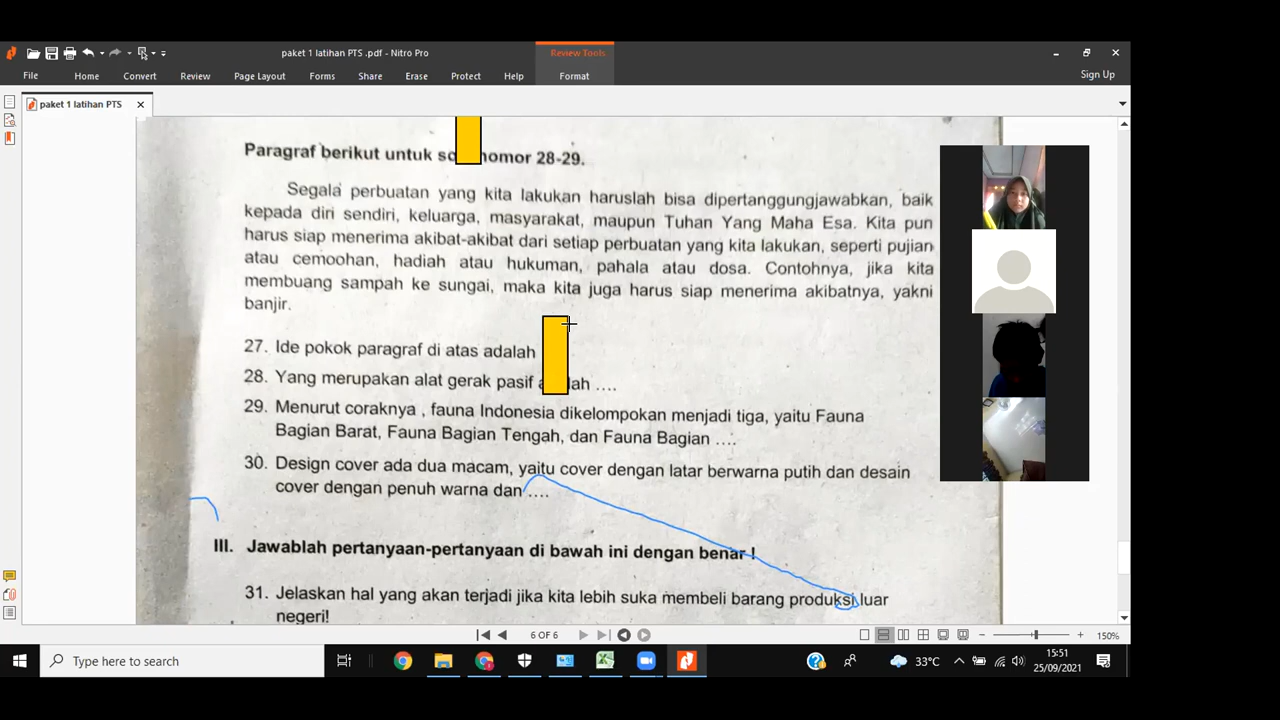 paket 1 latihan PTS .pdf - Nitro Pro
Review Tools
File Home Convert Review Page Layout Forms Share Erase Protect Help Format
Sign Up
paket 1 latihan PTS
Paragraf berikut untuk so nomor 28-29.
Segala perbuatan yang kita lakukan haruslah bisa dipertanggungjawabkan, baik
kepada diri sendiri, keluarga, masyarakat, maupun Tuhan Yang Maha Esa. Kita pun
harus siap menerima akibat-akibat dari setiap perbuatan yang kita lakukan, seperti pujian
atau cemoohan, hadiah atau hukuman, pahala atau dosa. Contohnya, jika kita
membuang sampah ke sungai, maka kita juga harus siap menerima akibatnya, yakni
banjir.
27. Ide pokok paragraf di atas adalah
28. Yang merupakan alat gerak pasif a lah ....
29. Menurut coraknya , fauna Indonesia dikelompokan menjadi tiga, yaitu Fauna
Bagian Barat, Fauna Bagian Tengah, dan Fauna Bagian ....
30. Design cover ada dua macam, yaitu cover dengan latar berwarna putih dan desain
cover dengan penuh warna dan ....
III. Jawablah pertanyaan-pertanyaan di bawah ini dengan benar !
31. Jelaskan hal yang akan terjadi jika kita lebih suka membeli barang produksi luar
negeri!
6 OF 6
150%
Type here to search
33°C
15:51
25/09/2021